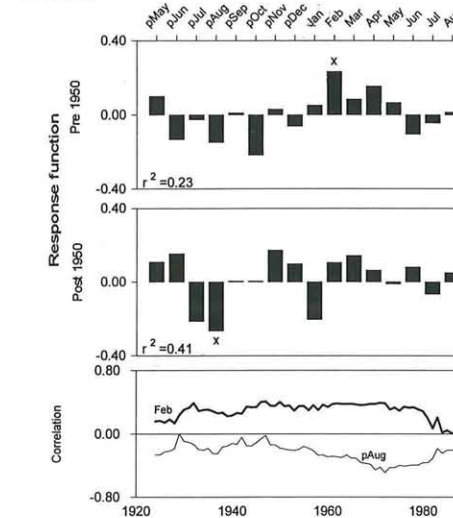 pMay pJun pJul pAug pSep pOct pNov pDec Jan Feb Mar Apr May Jun Jul
0.40
x
0.00
-0.40
r 2 =0.23
Pre 1950
Response function
0.40
0.00
-0.40
r 2 =0.41
x
Post 1950
0.80
Feb
0.00
pAug
-0.80
Correlation
1920 1940 1960 1980